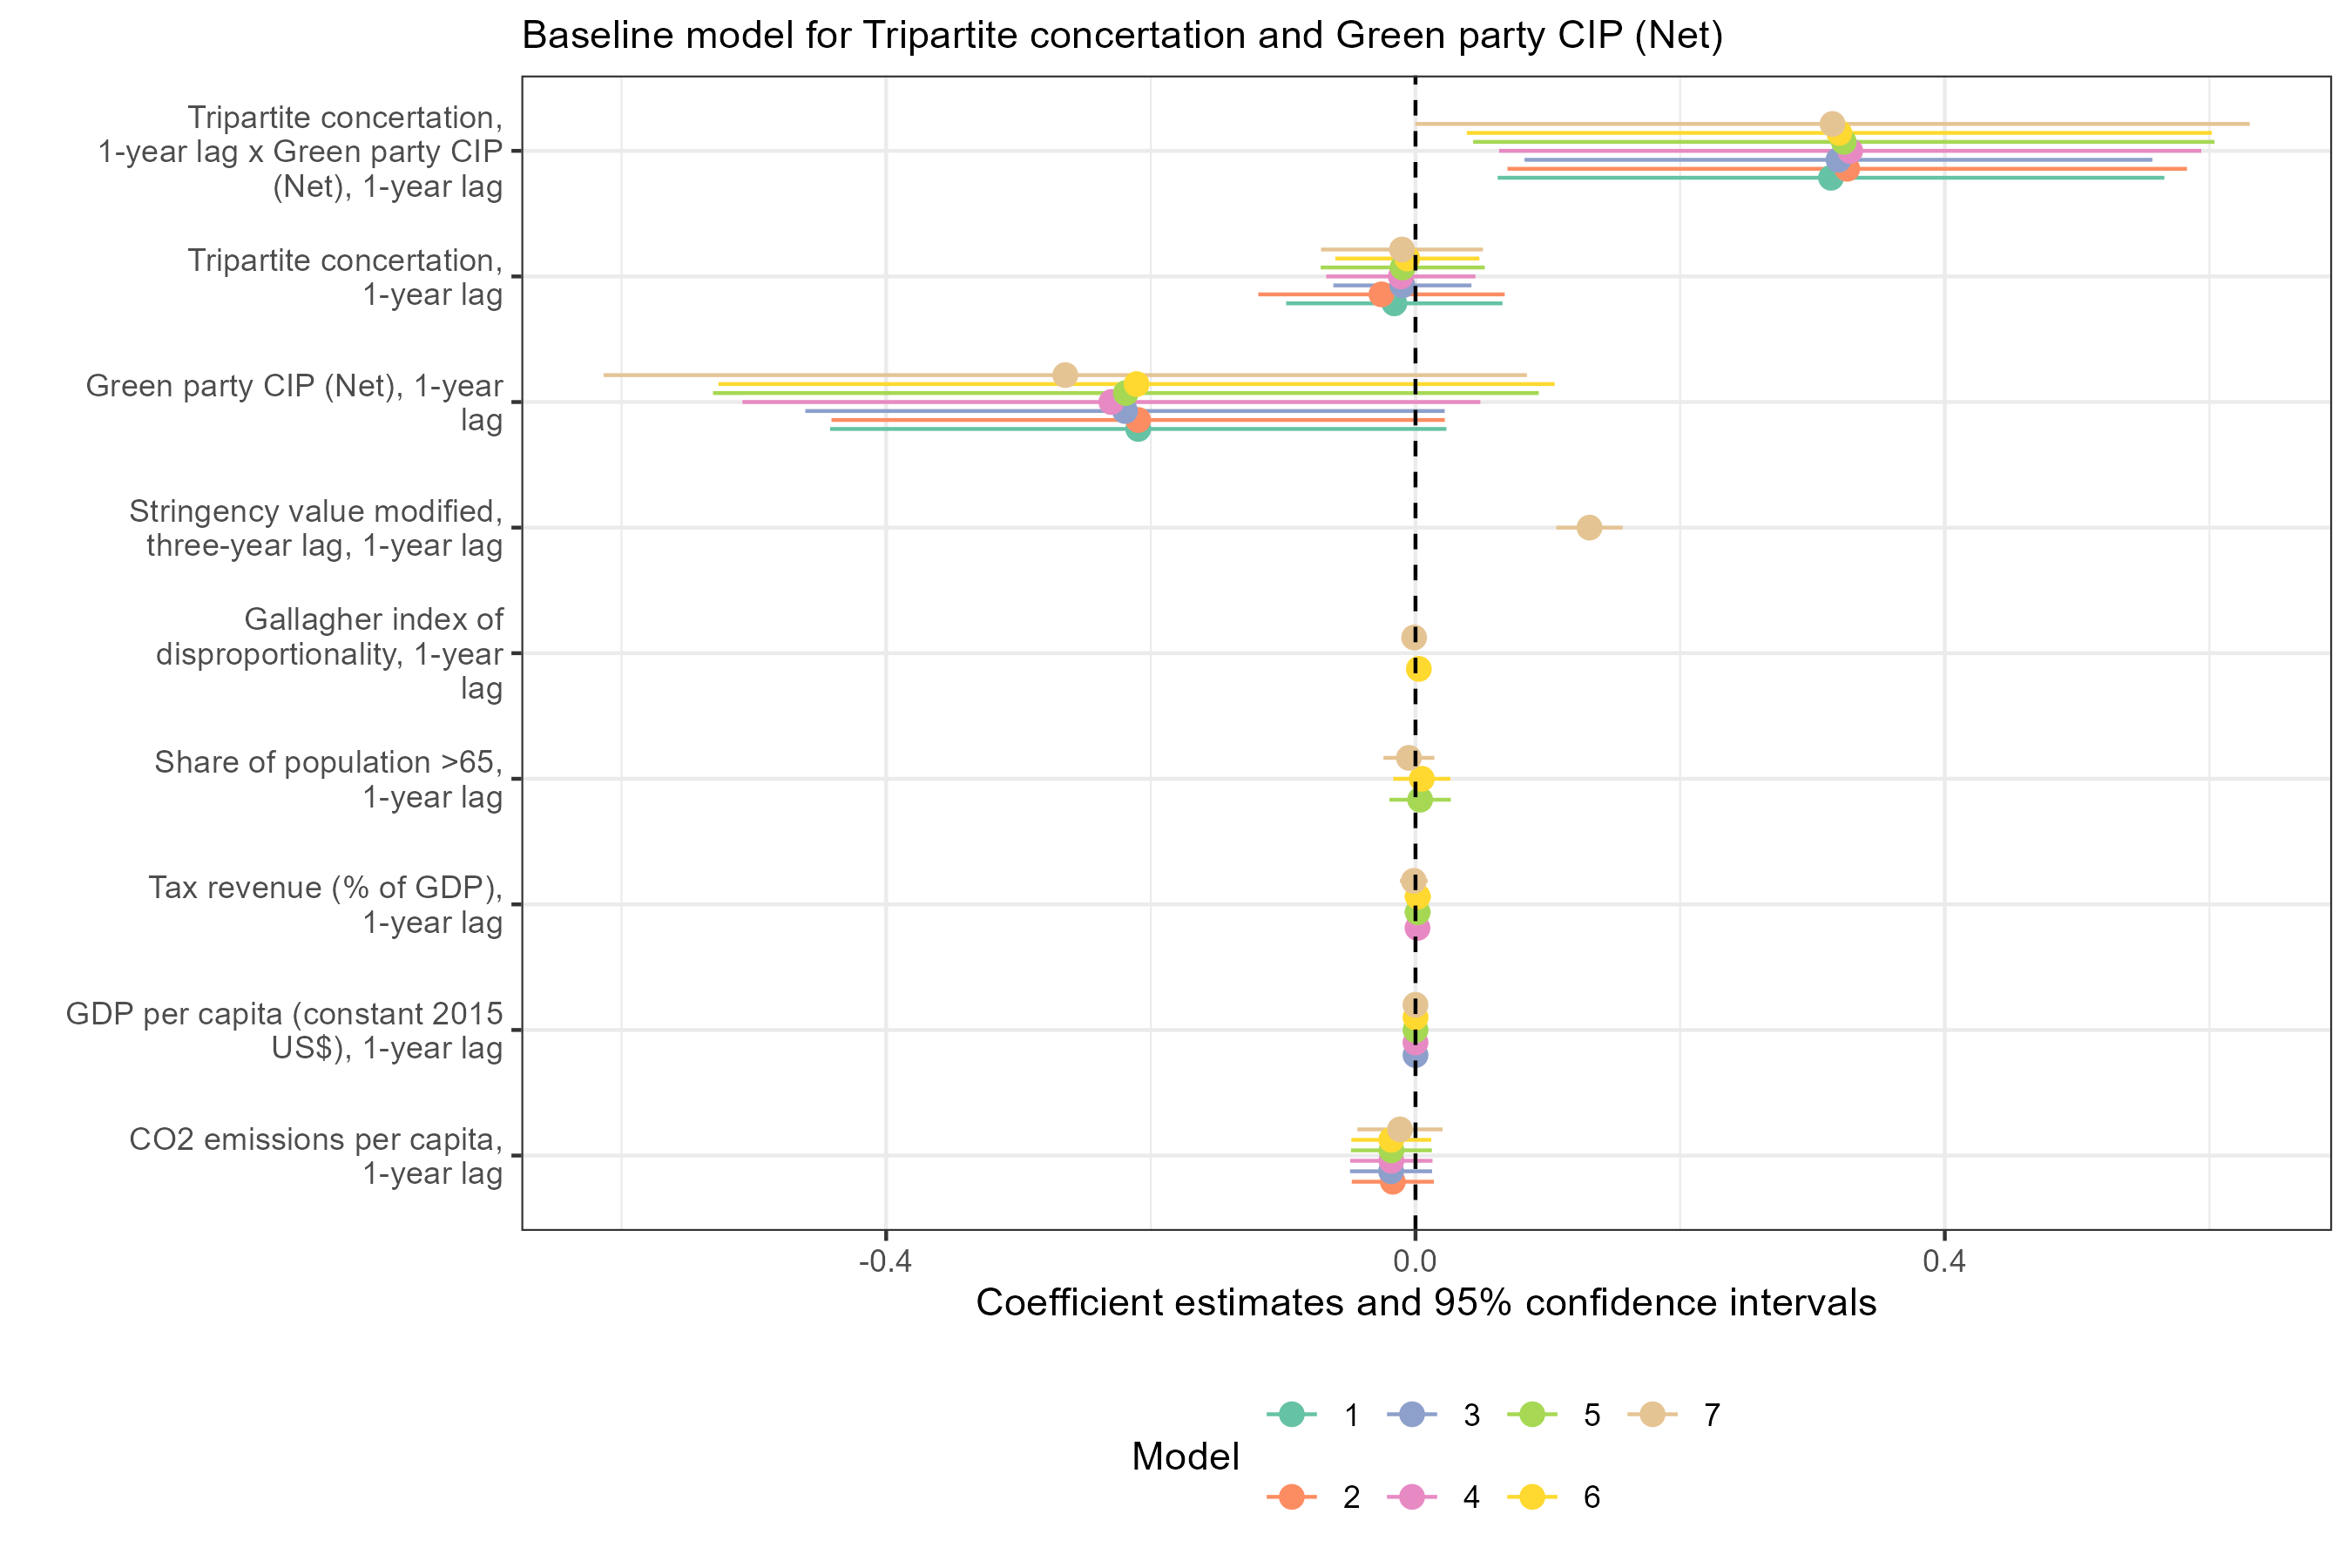 Baseline model for Tripartite concertation and Green party CIP (Net)
Tripartite concertation,
1-year lag x Green party CIP
(Net), 1-year lag
Tripartite concertation,
1-year lag
Green party CIP (Net), 1-year
lag
Stringency value modified,
three-year lag, 1-year lag
Gallagher index of
disproportionality, 1-year
lag
Share of population >65,
1-year lag
Tax revenue (% of GDP),
1-year lag
GDP per capita (constant 2015
US$), 1-year lag
CO2 emissions per capita,
1-year lag
-0.4 0.0 0.4
Coefficient estimates and 95% confidence intervals
Model
1 3 5 7
2 4 6